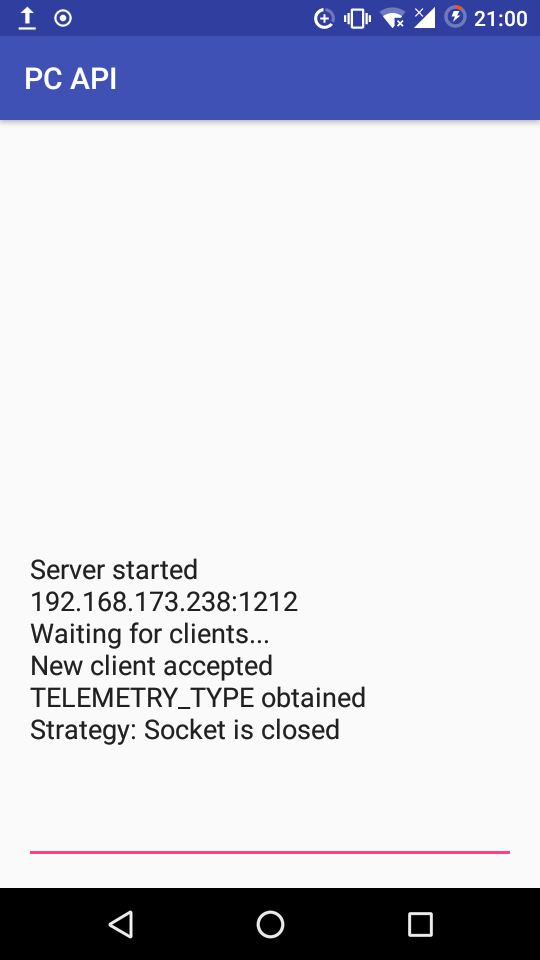 21:00
PC API
Server started
192.168.173.238:1212
Waiting for clients...
New client accepted
TELEMETRY_TYPE obtained
Strategy: Socket is closed